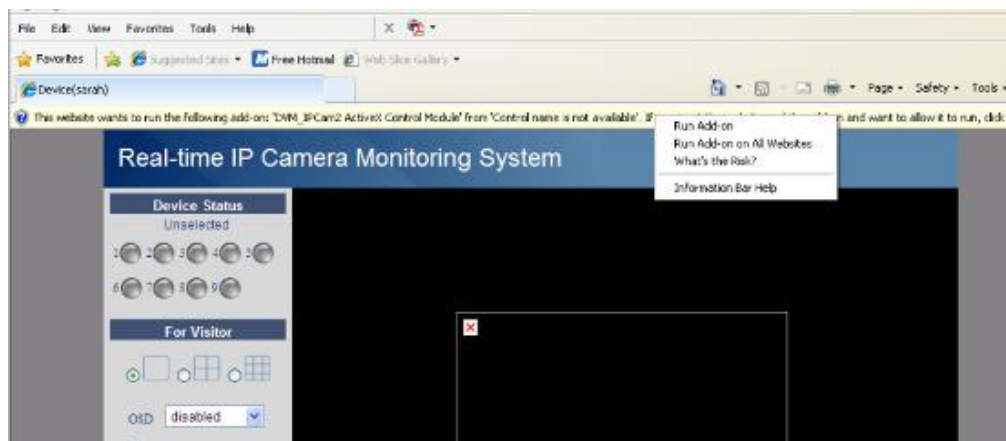 File Edit View Favorites Tools Help
Favorites Suggested Sites Free Hotmail Web Slice Gallery
Device(sarah)
Page Safety Tools
This website wants to run the following add-on: 'DVM_IPCam2 ActiveX Control Module' from 'Control name is not available'. and want to allow it to run, click
Run Add-on
Run Add-on on All Websites
What's the Risk?
Information Bar Help
Real-time IP Camera Monitoring System
Device Status
Unselected
1 2 3 4 5
6 7 8 9
For Visitor
OSD disabled